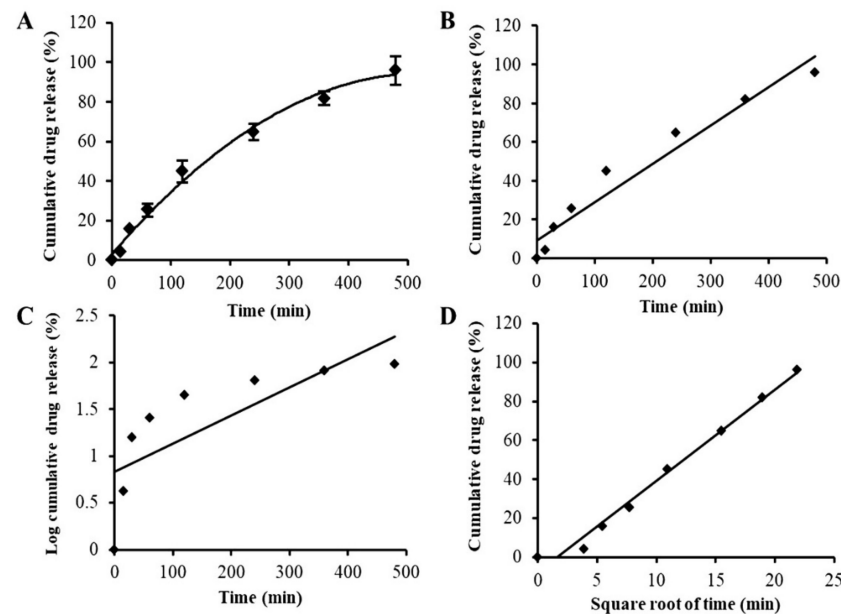 A
Cumulative drug release (%)
120
100
80
60
40
20
0
0 100 200 300 400 500
Time (min)
B
Cumulative drug release (%)
120
100
80
60
40
20
0
0 100 200 300 400 500
Time (min)
C
Log cumulative drug release (%)
2.5
2
1.5
1
0.5
0
0 100 200 300 400 500
Time (min)
D
Cumulative drug release (%)
120
100
80
60
40
20
0
0 5 10 15 20 25
Square root of time (min)